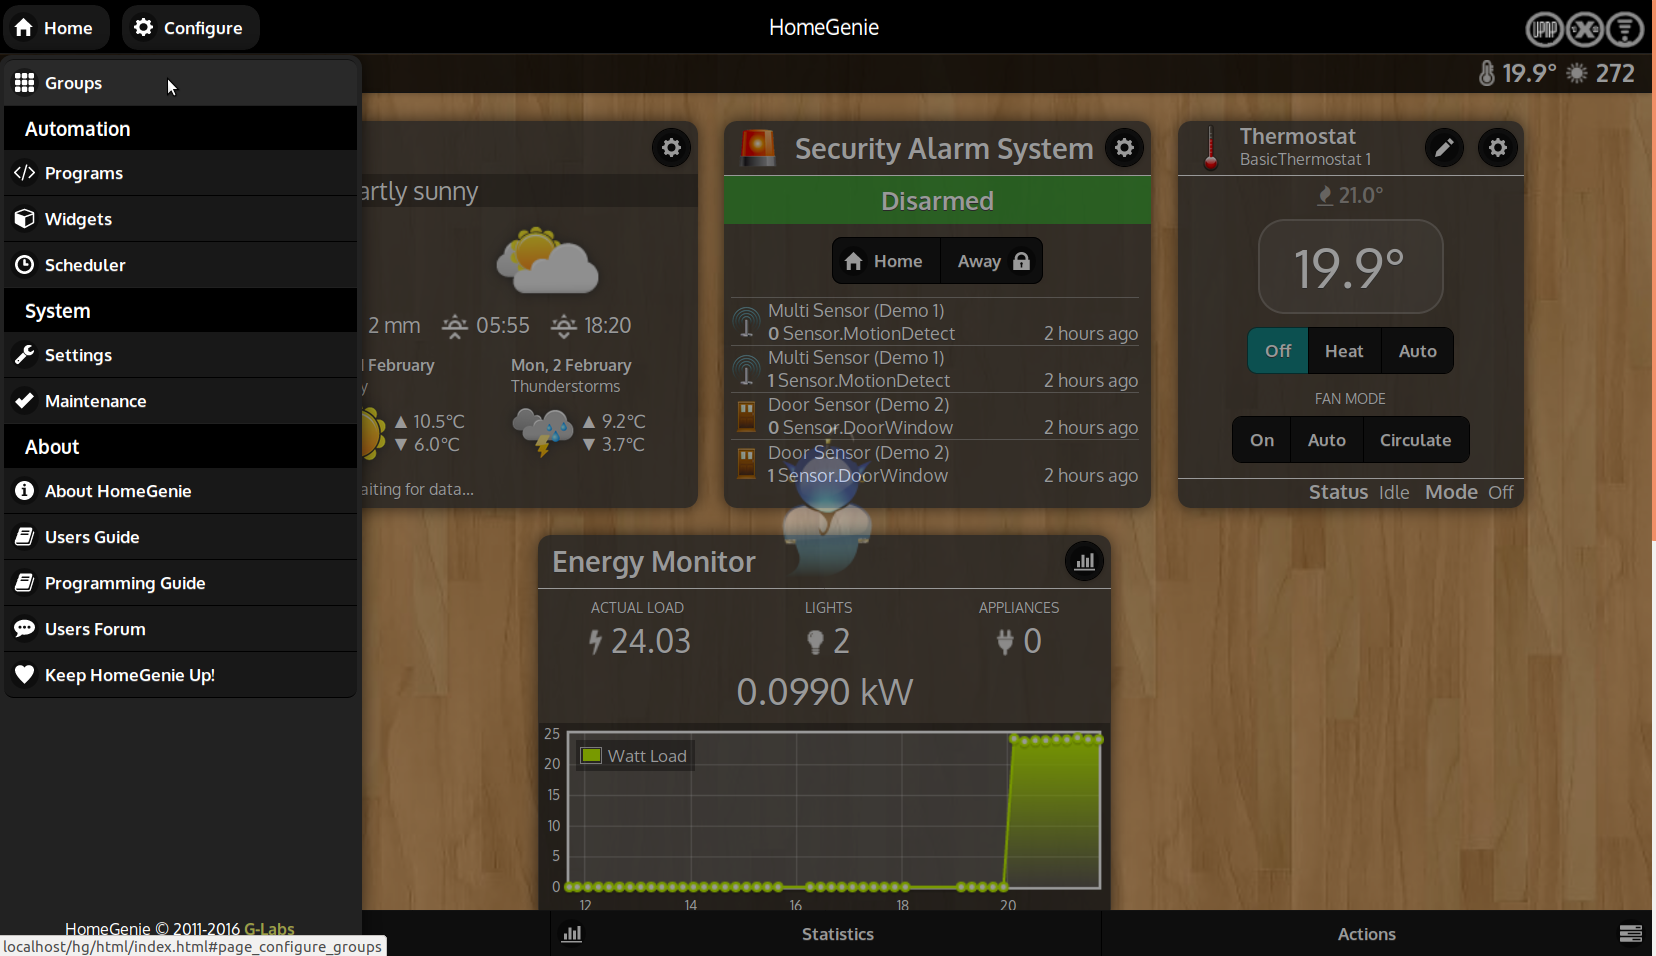 Home
Configure
HomeGenie
UPNP
X
19.9° 272
Groups
Automation
Programs
Widgets
Scheduler
System
Settings
Maintenance
About
About HomeGenie
Users Guide
Programming Guide
Users Forum
Keep HomeGenie Up!
HomeGenie © 2011-2016 G-Labs
localhost/hg/html/index.html#page_configure_groups
artly sunny
2 mm 05:55 18:20
l February
Mon, 2 February
y
Thunderstorms
▲ 10.5°C
▼ 6.0°C
▲ 9.2°C
▼ 3.7°C
aiting for data...
Security Alarm System
Disarmed
Home
Away
Multi Sensor (Demo 1)
0 Sensor.MotionDetect 2 hours ago
Multi Sensor (Demo 1)
1 Sensor.MotionDetect 2 hours ago
Door Sensor (Demo 2)
0 Sensor.DoorWindow 2 hours ago
Door Sensor (Demo 2)
1 Sensor.DoorWindow 2 hours ago
Thermostat
BasicThermostat 1
21.0°
19.9°
Off Heat Auto
FAN MODE
On Auto Circulate
Status Idle Mode Off
Energy Monitor
ACTUAL LOAD LIGHTS APPLIANCES
24.03 2 0
0.0990 kW
Watt Load
25
20
15
10
5
0
12 14 16 18 20
Statistics
Actions